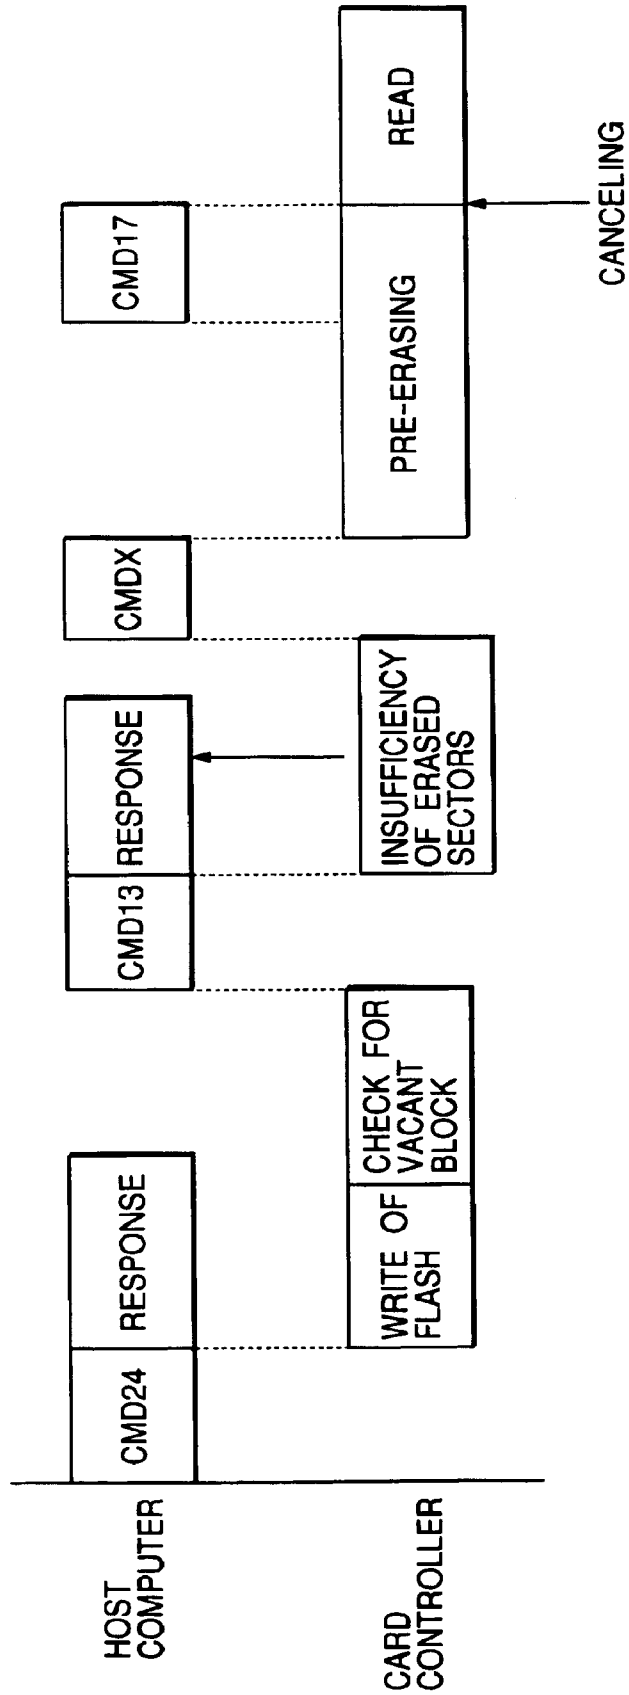 HOST
COMPUTER
CMD24
RESPONSE
CMD13
RESPONSE
CMDX
CMD17
CARD
CONTROLLER
WRITE OF
FLASH
CHECK FOR
VACANT
BLOCK
INSUFFICIENCY
OF ERASED
SECTORS
PRE-ERASING
READ
CANCELING